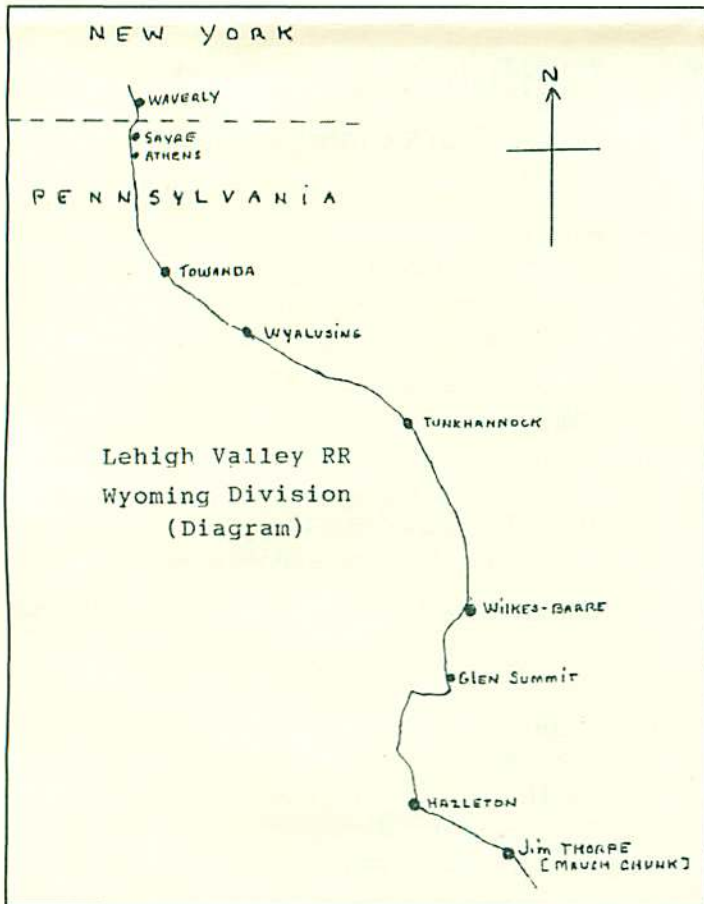 NEW YORK
N
WAVERLY
SAYRE
ATHENS
PENNSYLVANiA
TOWANDA
WYALUSiNG
TUNKHANNOCK
Lehigh Valley RR
Wyoming Division
(Diagram)
WiLKES-BARRE
GLEN SUMMiT
HAZLETON
Jim THORPE
[MAUCH CHUNK]